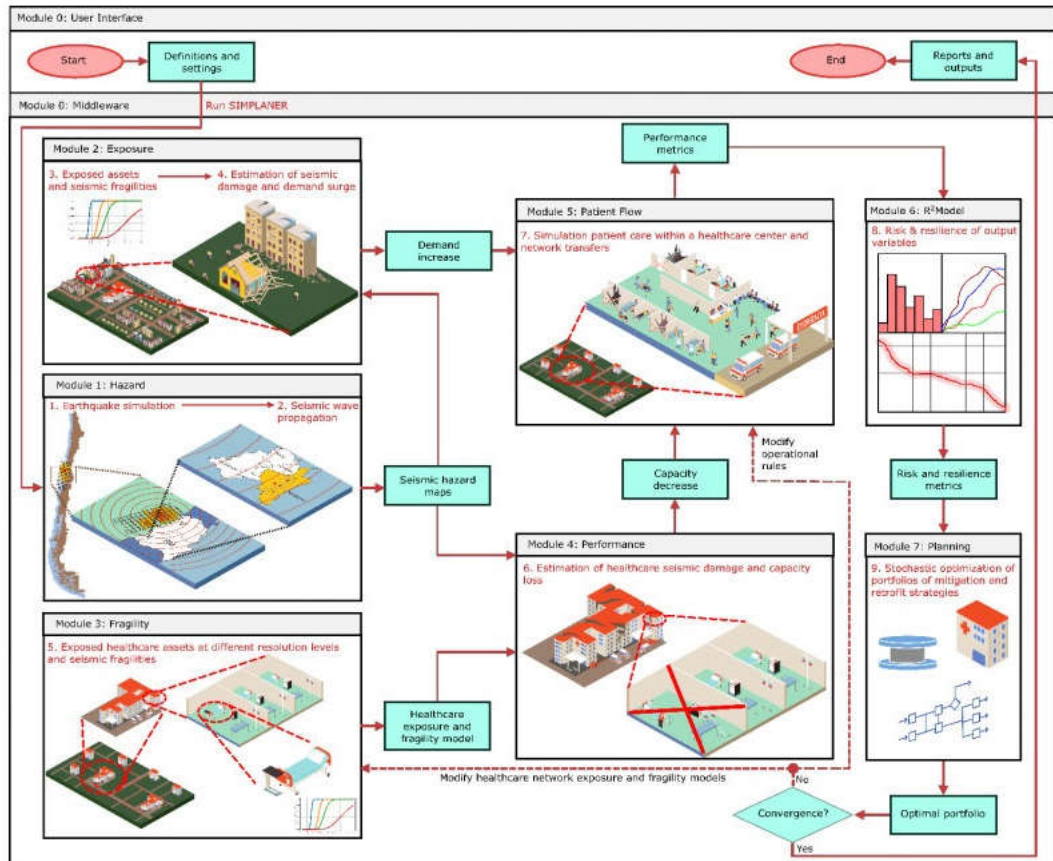 Module 0: User Interface
Start
Definitions and
settings
End
Reports and
outputs
Module 0: Middleware
Run SIMPLANER
Module 2: Exposure
3. Exposed assets
and seismic fragilities
4. Estimation of seismic
damage and demand surge
Demand
increase
Performance
metrics
Module 5: Patient Flow
7. Simulation patient care within a healthcare center and
network transfers
Module 6: R²Model
8. Risk & resilience of output
variables
Module 1: Hazard
1. Earthquake simulation
2. Seismic wave
propagation
Seismic hazard
maps
Capacity
decrease
Modify
operational
rules
Risk and resilience
metrics
Module 4: Performance
6. Estimation of healthcare seismic damage and capacity
loss
Module 7: Planning
9. Stochastic optimization of
portfolios of mitigation and
retrofit strategies
Module 3: Fragility
5. Exposed healthcare assets at different resolution levels
and seismic fragilities
Healthcare
exposure and
fragility model
Modify healthcare network exposure and fragility models
No
Convergence?
Yes
Optimal portfolio